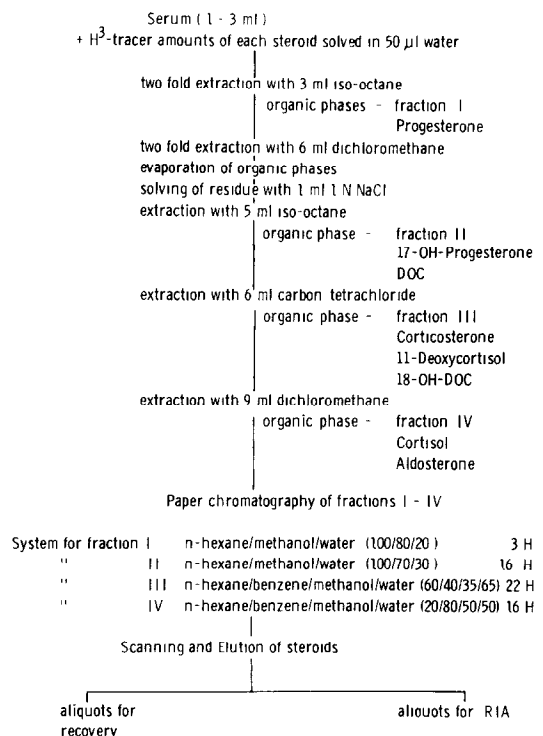 Serum ( 1 - 3 ml)
+ H3-tracer amounts of each steroid solved in 50 µl water
two fold extraction with 3 ml iso-octane
organic phases - fraction I
Progesterone
two fold extraction with 6 ml dichloromethane
evaporation of organic phases
solving of residue with 1 ml 1 N NaCl
extraction with 5 ml iso-octane
organic phase - fraction II
17-OH-Progesterone
DOC
extraction with 6 ml carbon tetrachloride
organic phase - fraction III
Corticosterone
11-Deoxycortisol
18-OH-DOC
extraction with 9 ml dichloromethane
organic phase - fraction IV
Cortisol
Aldosterone
Paper chromatography of fractions I - IV
System for fraction I n-hexane/methanol/water (100/80/20 ) 3 H
" II n-hexane/methanol/water (100/70/30 ) 16 H
" III n-hexane/benzene/methanol/water (60/40/35/65) 22 H
" IV n-hexane/benzene/methanol/water (20/80/50/50) 16 H
Scanning and Elution of steroids
aliquots for recovery
aliquots for RIA